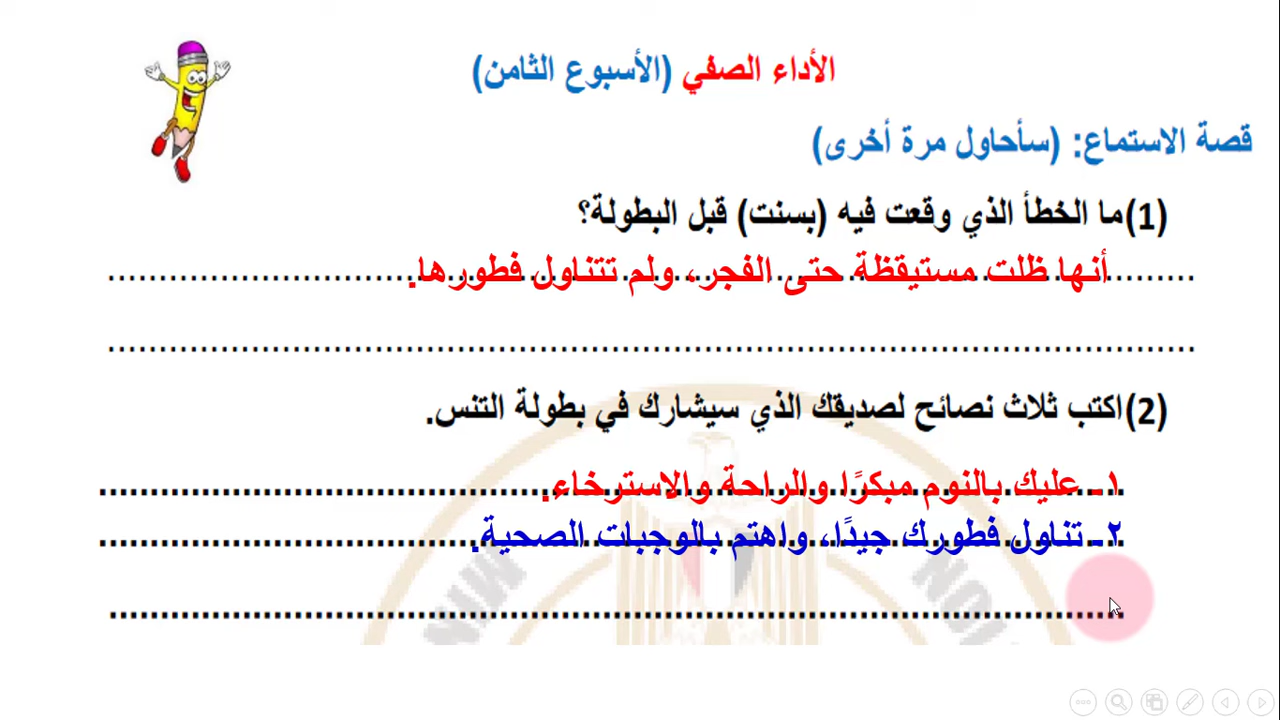 الأداء الصفي (الأسبوع الثامن)
قصة الاستماع: (سأحاول مرة أخرى)
(1) ما الخطأ الذي وقعت فيه (بسنت) قبل البطولة؟
أنها ظلت مستيقظة حتى الفجر، ولم تتناول فطورها.
(2) اكتب ثلاث نصائح لصديقك الذي سيشارك في بطولة التنس.
١- عليك بالنوم مبكرًا والراحة والاسترخاء.
٢- تناول فطورك جيدًا، واهتم بالوجبات الصحية.